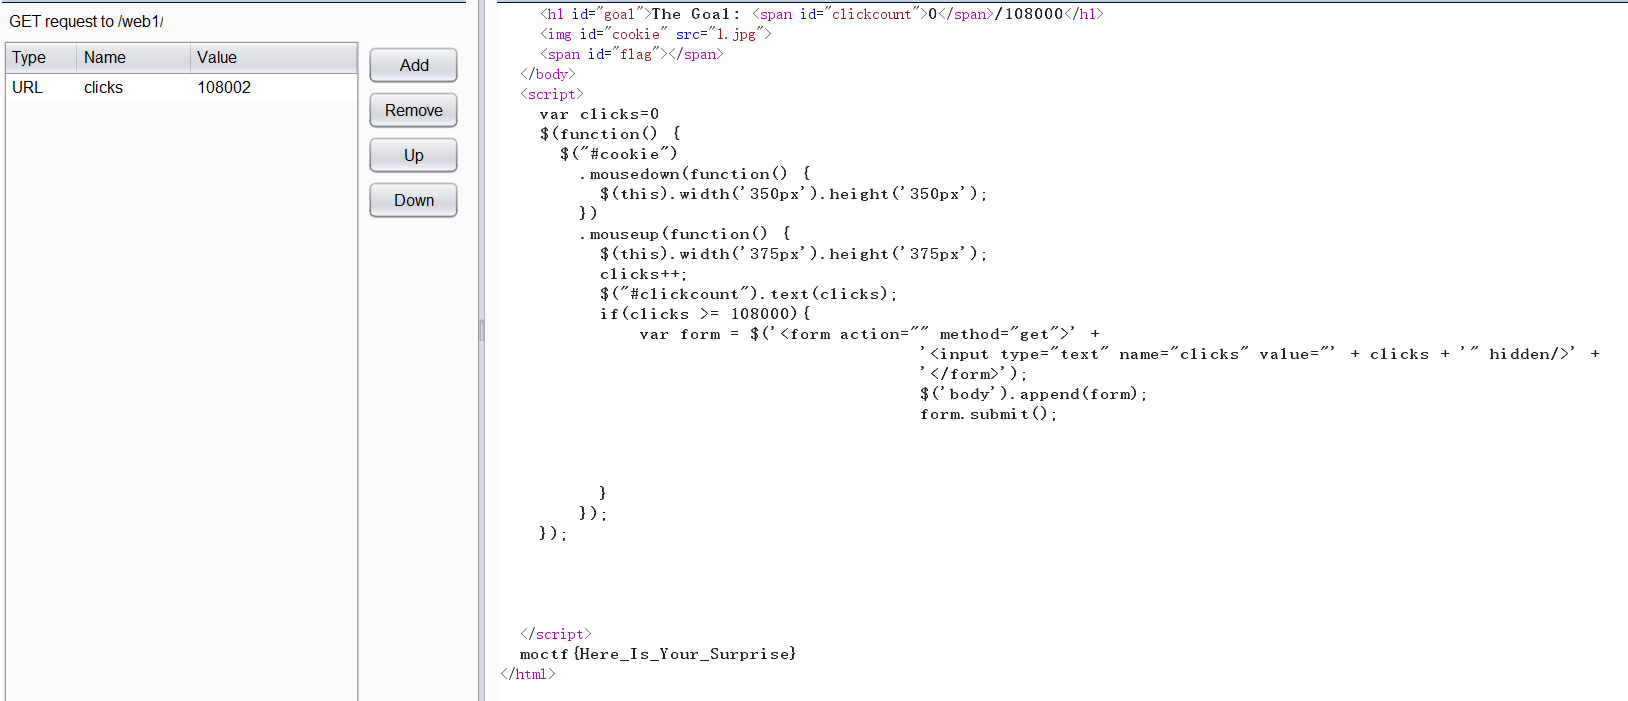 GET request to /web1/
Type Name Value
URL clicks 108002
Add
Remove
Up
Down
<h1 id="goal">The Goal: <span id="clickcount">0</span>/108000</h1>
<img id="cookie" src="1.jpg">
<span id="flag"></span>
</body>
<script>
var clicks=0
$(function() {
$("#cookie")
.mousedown(function() {
$(this).width('350px').height('350px');
})
.mouseup(function() {
$(this).width('375px').height('375px');
clicks++;
$("#clickcount").text(clicks);
if(clicks >= 108000){
var form = $('<form action="" method="get">' +
'<input type="text" name="clicks" value="' + clicks + '" hidden/>' +
'</form>');
$('body').append(form);
form.submit();
}
});
});
</script>
moctf{Here_Is_Your_Surprise}
</html>